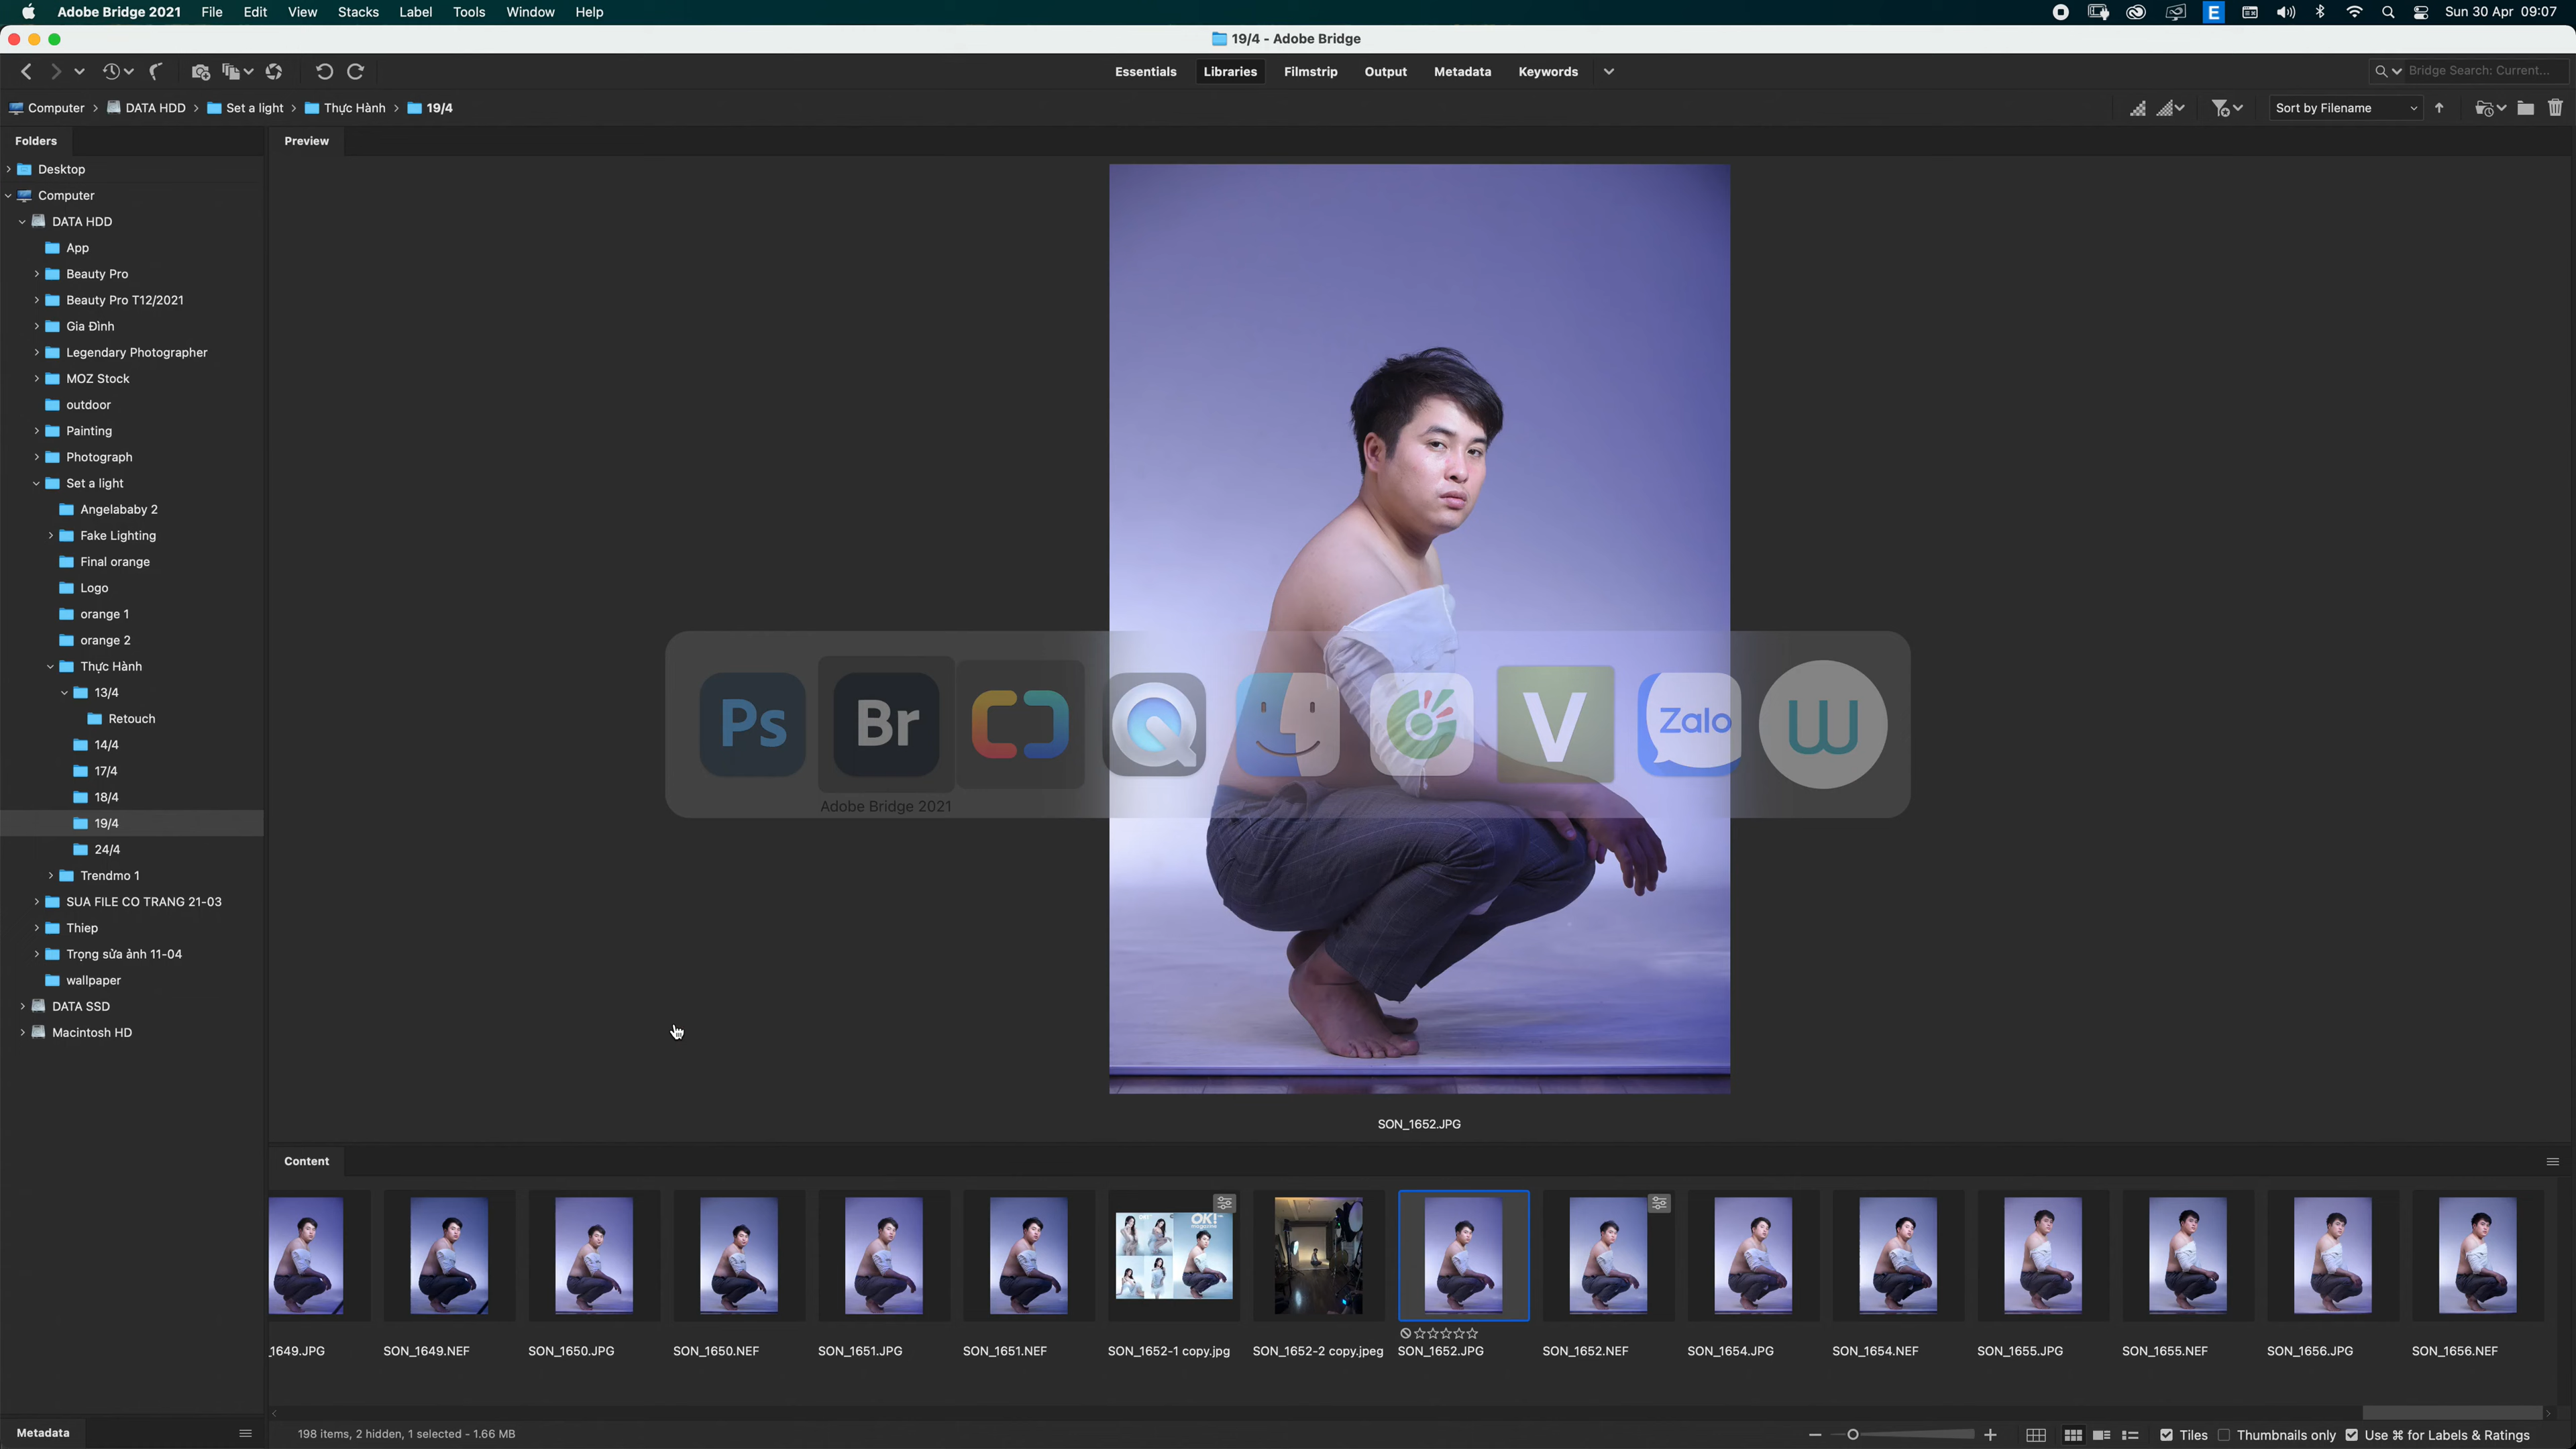 Adobe Bridge 2021 File Edit View Stacks Label Tools Window Help
E Sun 30 Apr 09:07
19/4 - Adobe Bridge
Essentials Libraries Filmstrip Output Metadata Keywords
Bridge Search: Current...
Computer DATA HDD Set a light Thực Hành 19/4
Sort by Filename
Folders
Preview
Desktop
Computer
DATA HDD
App
Beauty Pro
Beauty Pro T12/2021
Gia Đình
Legendary Photographer
MOZ Stock
outdoor
Painting
Photograph
Set a light
Angelababy 2
Fake Lighting
Final orange
Logo
orange 1
orange 2
Thực Hành
13/4
Retouch
14/4
17/4
18/4
19/4
24/4
Trendmo 1
SUA FILE CO TRANG 21-03
Thiep
Trọng sửa ảnh 11-04
wallpaper
DATA SSD
Macintosh HD
Ps Br V Zalo W
Adobe Bridge 2021
SON_1652.JPG
Content
OK!
_1649.JPG SON_1649.NEF SON_1650.JPG SON_1650.NEF SON_1651.JPG SON_1651.NEF SON_1652-1 copy.jpg SON_1652-2 copy.jpeg SON_1652.JPG SON_1652.NEF SON_1654.JPG SON_1654.NEF SON_1655.JPG SON_1655.NEF SON_1656.JPG SON_1656.NEF
Metadata
198 items, 2 hidden, 1 selected - 1.66 MB
Tiles Thumbnails only Use ⌘ for Labels & Ratings